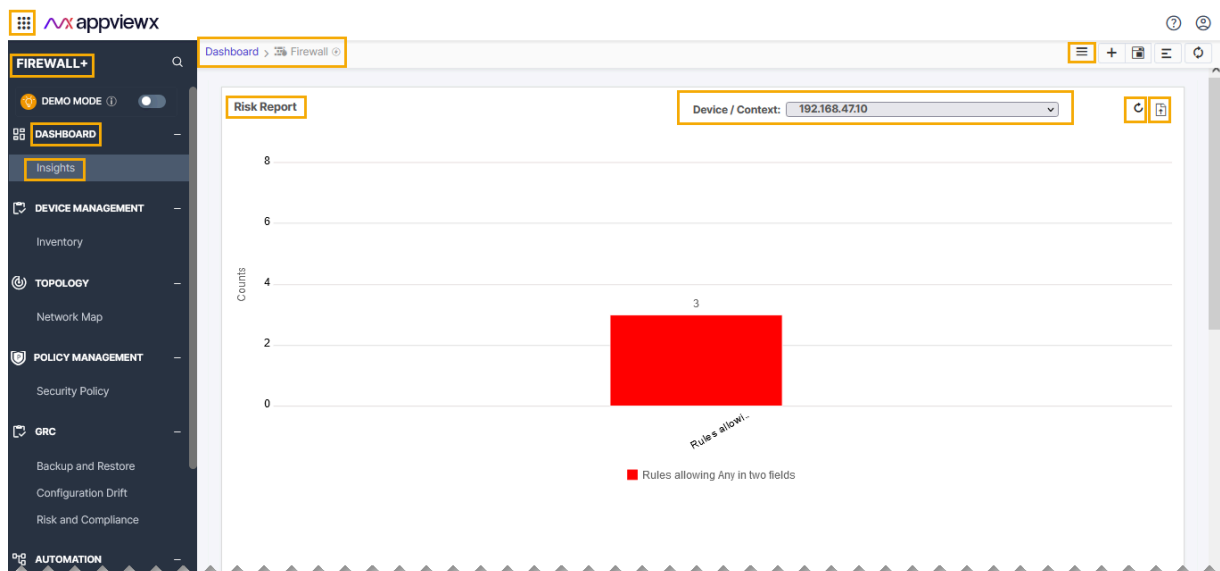 appviewx
FIREWALL+
DEMO MODE
DASHBOARD
Insights
DEVICE MANAGEMENT
Inventory
TOPOLOGY
Network Map
POLICY MANAGEMENT
Security Policy
GRC
Backup and Restore
Configuration Drift
Risk and Compliance
AUTOMATION
Dashboard > Firewall
Risk Report
Device / Context: 192.168.47.10
8
6
4
2
0
Counts
3
Rules allowi..
Rules allowing Any in two fields